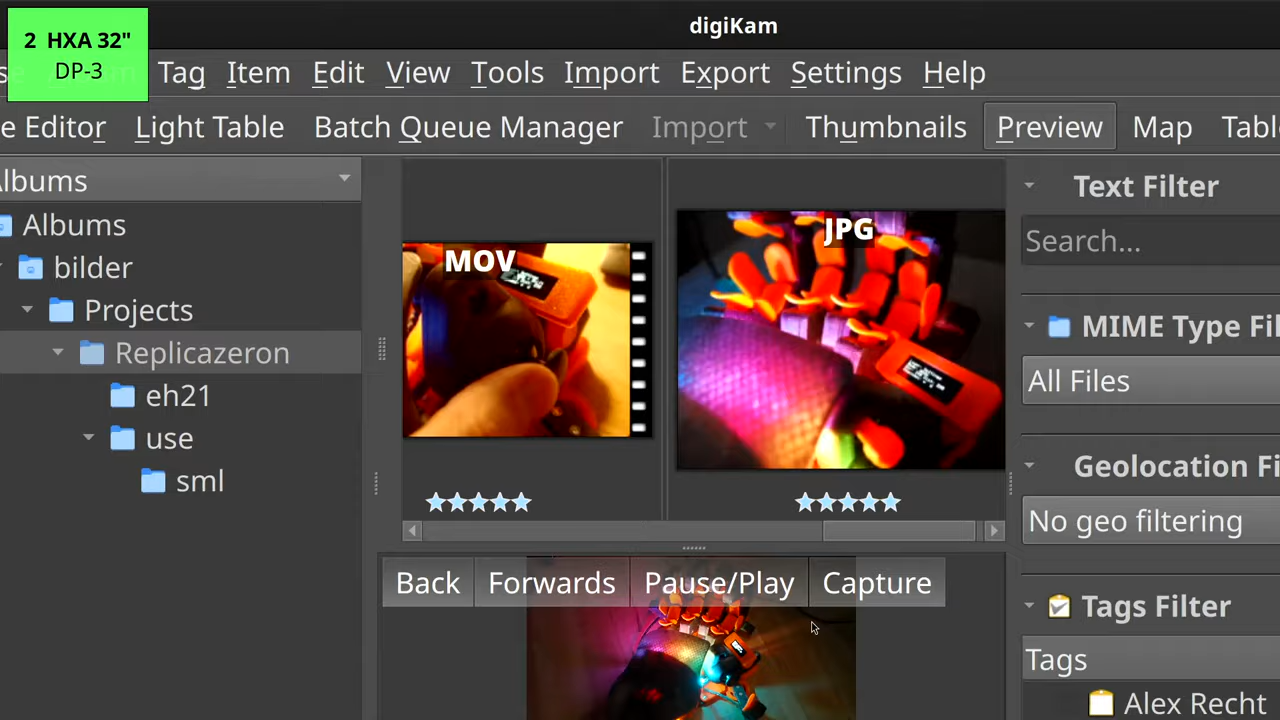 digiKam
2 HXA 32"
DP-3
Tag Item Edit View Tools Import Export Settings Help
e Editor Light Table Batch Queue Manager Import Thumbnails Preview Map Tabl
Albums
Albums
bilder
Projects
Replicazeron
eh21
use
sml
MOV
JPG
Text Filter
Search...
MIME Type Fil
All Files
Geolocation Fi
No geo filtering
Back Forwards Pause/Play Capture
Tags Filter
Tags
Alex Recht